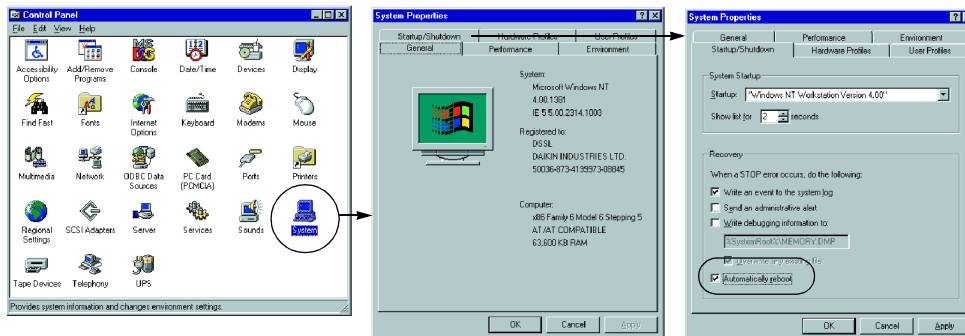 Control Panel
File Edit View Help
Accessibility Options
Add/Remove Programs
Console
Date/Time
Devices
Display
Find Fast
Fonts
Internet Options
Keyboard
Modems
Mouse
Multimedia
Network
ODBC Data Sources
PC Card (PCMCIA)
Ports
Printers
Regional Settings
SCSI Adapters
Server
Services
Sounds
System
Tape Devices
Telephony
UPS
Provides system information and changes environment settings.
System Properties
Startup/Shutdown Hardware Profiles User Profiles
General Performance Environment
System:
Microsoft Windows NT
4.00.1381
IE 5 5.00.2314.1003
Registered to:
DSSL
DAIKIN INDUSTRIES LTD.
50036-873-4199973-08845
Computer:
x86 Family 6 Model 6 Stepping 5
AT/AT COMPATIBLE
63,600 KB RAM
OK Cancel Apply
System Properties
General Performance Environment
Startup/Shutdown Hardware Profiles User Profiles
System Startup
Startup: "Windows NT Workstation Version 4.00"
Show list for 2 seconds
Recovery
When a STOP error occurs, do the following:
Write an event to the system log
Send an administrative alert
Write debugging information to:
%SystemRoot%\MEMORY.DMP
Overwrite any existing file
Automatically reboot
OK Cancel Apply